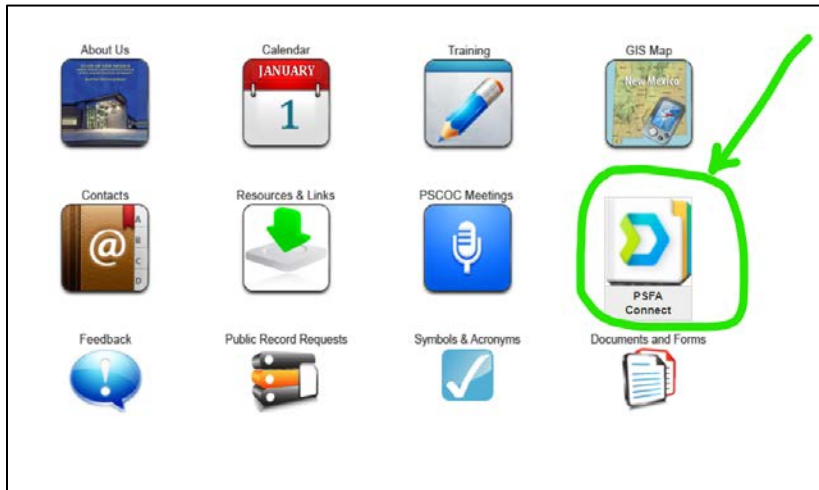 About Us
Calendar
Training
GIS Map
JANUARY
1
New Mexico
Contacts
Resources & Links
PSCOC Meetings
@
A
B
C
D
PSFA
Connect
Feedback
Public Record Requests
Symbols & Acronyms
Documents and Forms